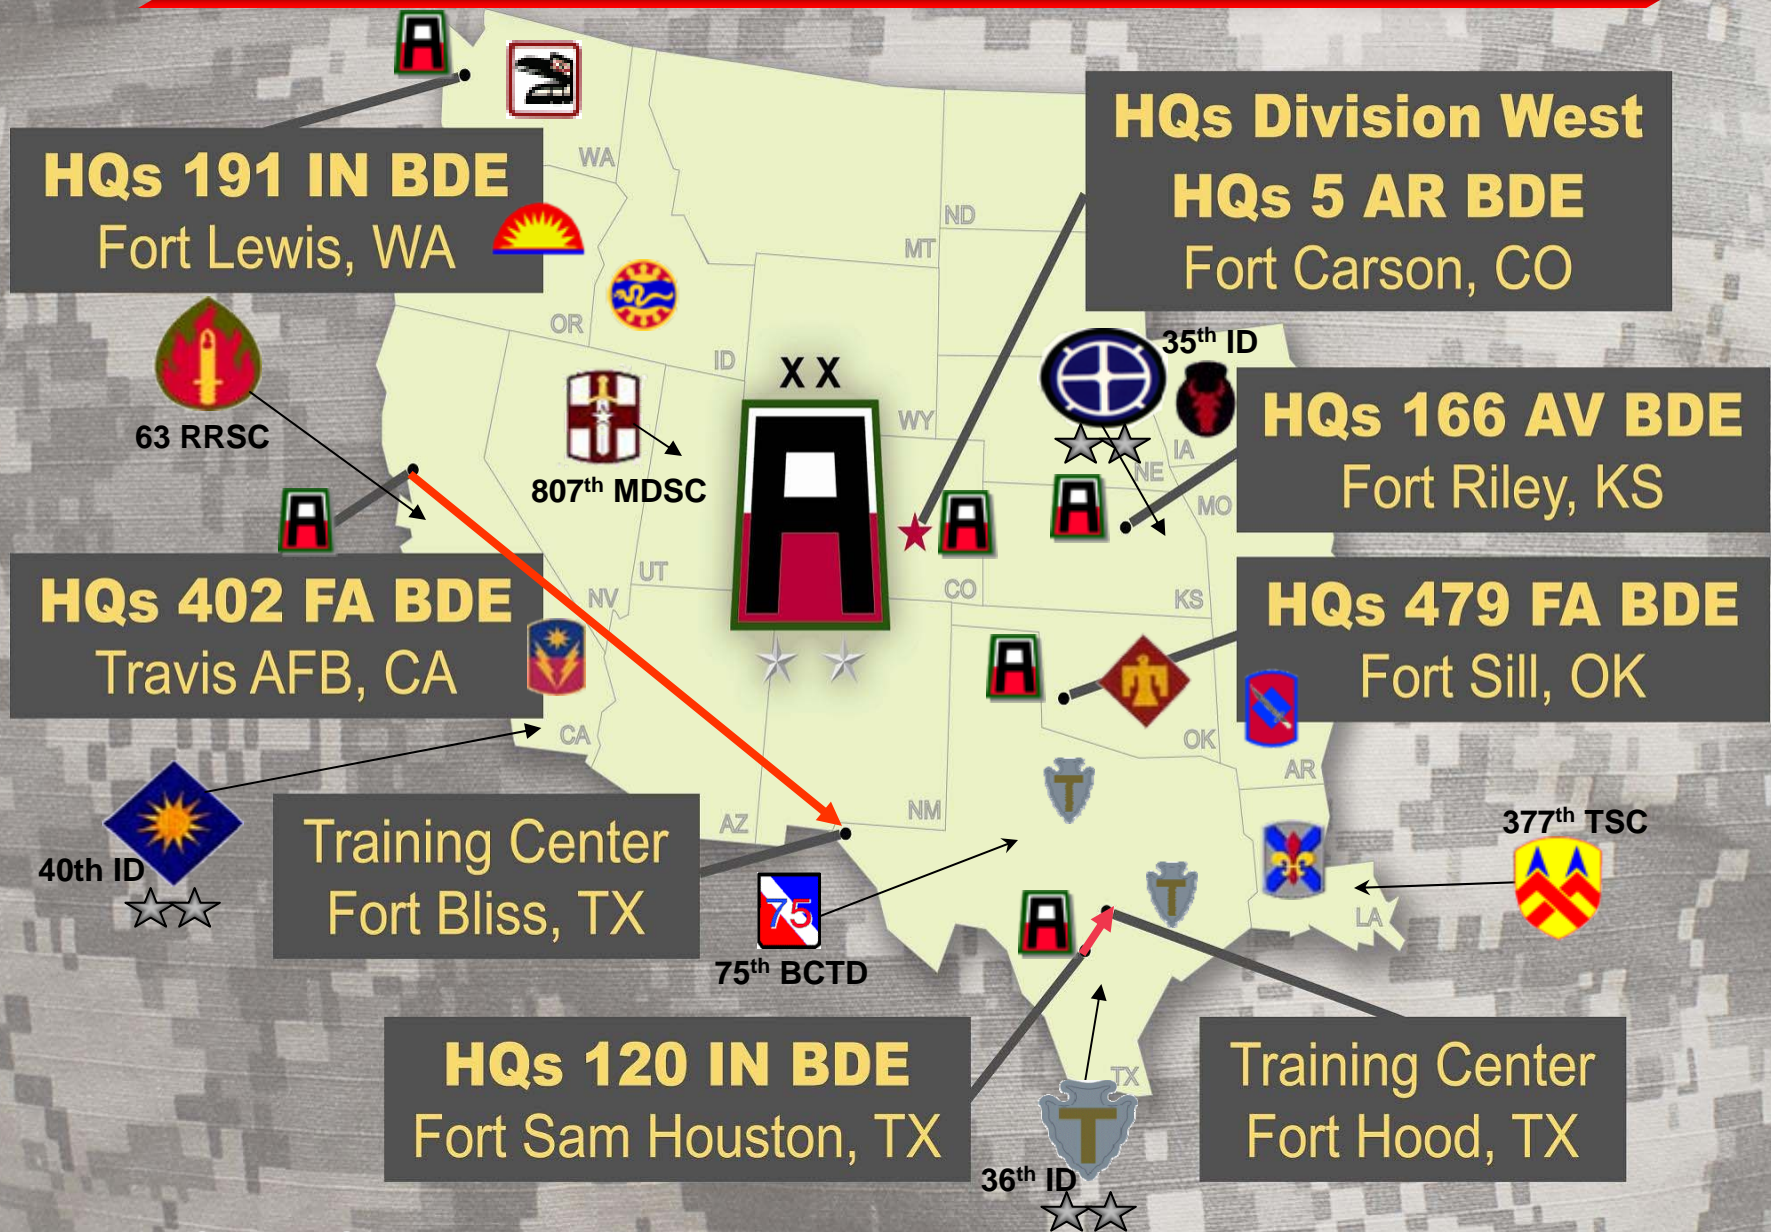 HQs Division West
HQs 5 AR BDE
Fort Carson, CO
HQs 191 IN BDE
Fort Lewis, WA
WA
ND
MT
OR
ID
35th ID
X X
WY
IA
NE
MO
HQs 166 AV BDE
Fort Riley, KS
63 RRSC
807th MDSC
UT
NV
CO
KS
HQs 402 FA BDE
Travis AFB, CA
HQs 479 FA BDE
Fort Sill, OK
CA
OK
AR
T
NM
AZ
Training Center
Fort Bliss, TX
40th ID
377th TSC
75
75th BCTD
T
LA
HQs 120 IN BDE
Fort Sam Houston, TX
TX
T
36th ID
Training Center
Fort Hood, TX